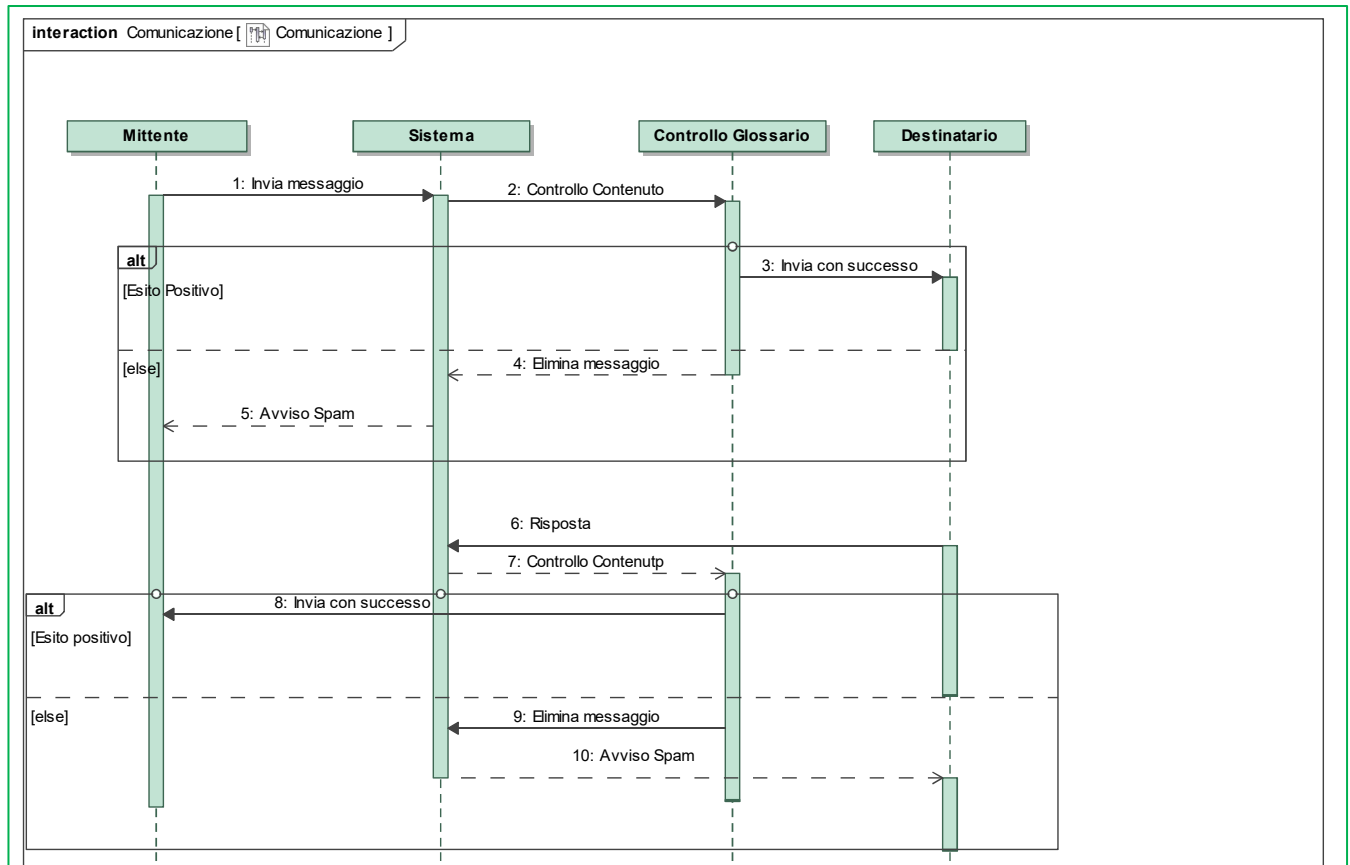 interaction Comunicazione [ Comunicazione ]
Mittente
Sistema
Controllo Glossario
Destinatario
1: Invia messaggio
2: Controllo Contenuto
alt
3: Invia con successo
[Esito Positivo]
4: Elimina messaggio
[else]
5: Avviso Spam
6: Risposta
7: Controllo Contenutp
alt
8: Invia con successo
[Esito positivo]
[else]
9: Elimina messaggio
10: Avviso Spam